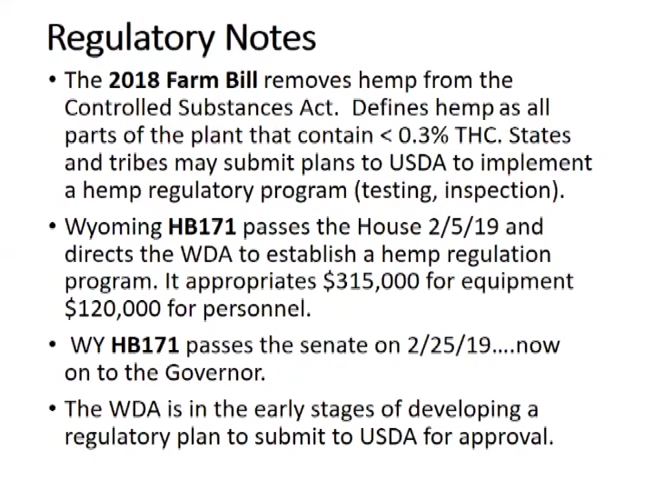 Regulatory Notes
• The 2018 Farm Bill removes hemp from the
Controlled Substances Act. Defines hemp as all
parts of the plant that contain < 0.3% THC. States
and tribes may submit plans to USDA to implement
a hemp regulatory program (testing, inspection).
• Wyoming HB171 passes the House 2/5/19 and
directs the WDA to establish a hemp regulation
program. It appropriates $315,000 for equipment
$120,000 for personnel.
• WY HB171 passes the senate on 2/25/19....now
on to the Governor.
• The WDA is in the early stages of developing a
regulatory plan to submit to USDA for approval.